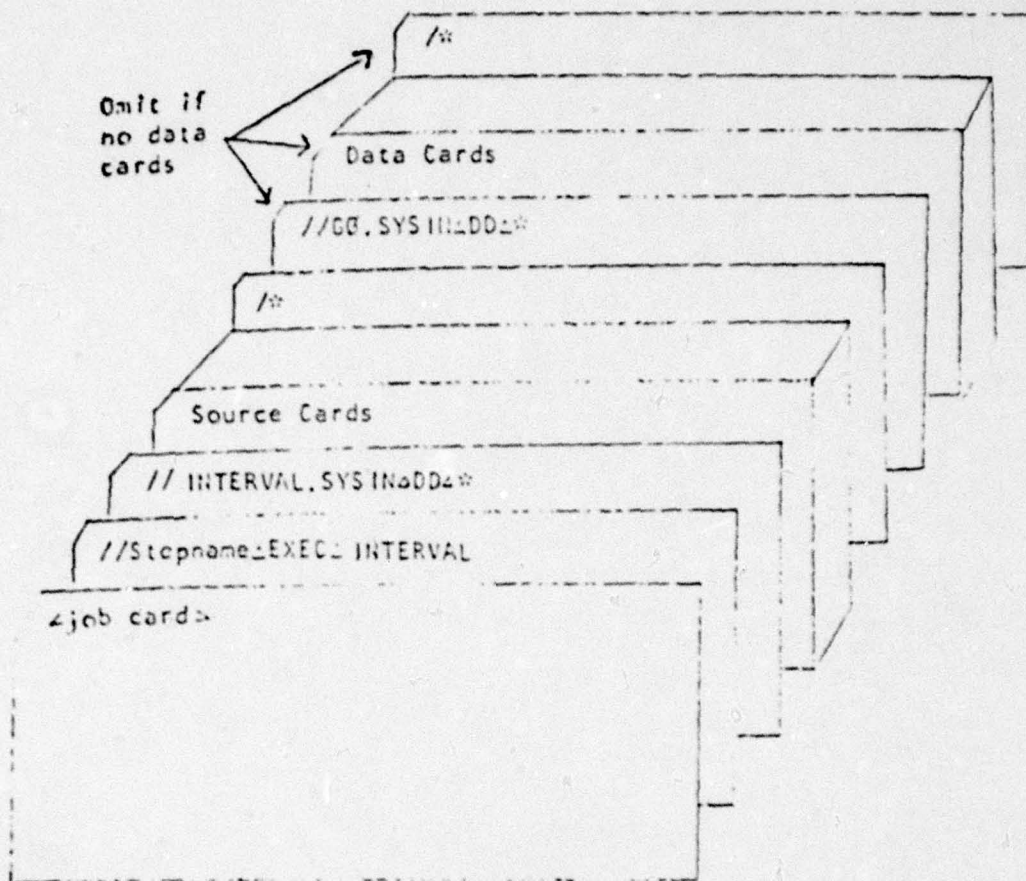 /*
Omit if
no data
cards
Data Cards
//GO.SYSIN△DD△*
/*
Source Cards
// INTERVAL.SYSIN△DD△*
//Stepname△EXEC△ INTERVAL
<job card>